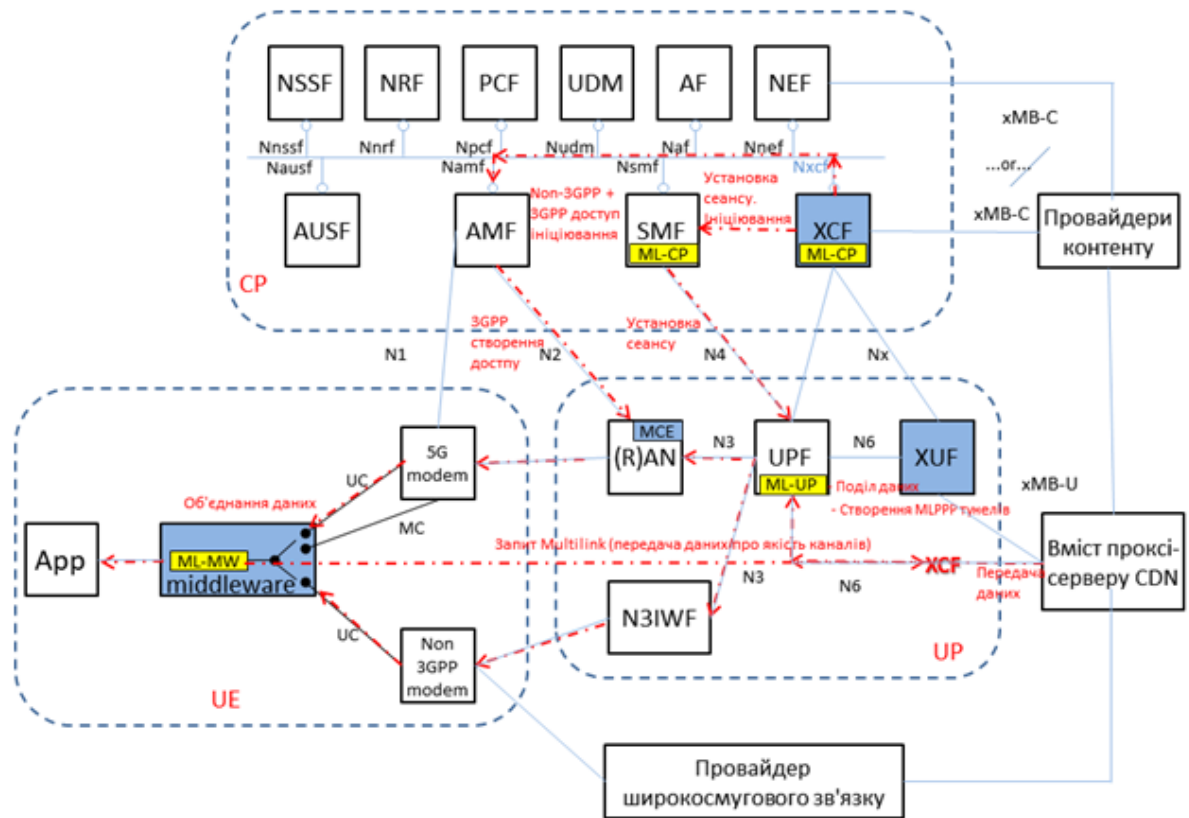 NSSF
NRF
PCF
UDM
AF
NEF
xMB-C
Nnssf
Nnrf
Npcf
Nudm
Naf
Nnef
Nausf
Namf
Nsmf
Nxcf
...or...
Non-3GPP +
3GPP доступ
ініціювання
Установка
сеансу.
Ініціювання
xMB-C
AUSF
AMF
SMF
ML-CP
XCF
ML-CP
Провайдери
контенту
CP
3GPP
створення
достпу
Установка
сеансу
N1
N2
N4
Nx
5G
modem
MCE
(R)AN
N3
UPF
ML-UP
N6
XUF
xMB-U
UC
MC
Об'єднання даних
- Поділ даних
- Створення MLPPP тунелів
App
ML-MW
middleware
Запит Multilink (передача даних про якість каналів)
N3
N6
XCF
Передача
даних
Вміст проксі-
серверу CDN
UC
Non
3GPP
modem
N3IWF
UE
UP
Провайдер
широкосмугового зв'язку